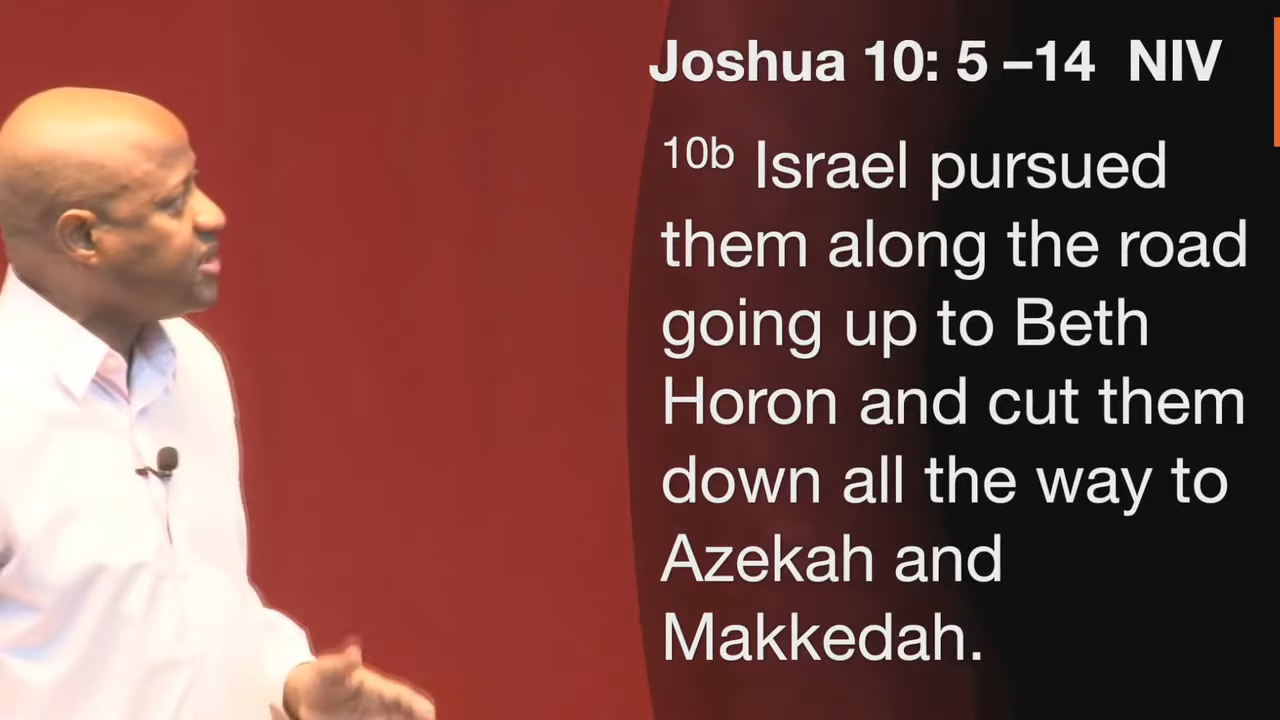 Joshua 10: 5 –14 NIV
10b Israel pursued
them along the road
going up to Beth
Horon and cut them
down all the way to
Azekah and
Makkedah.